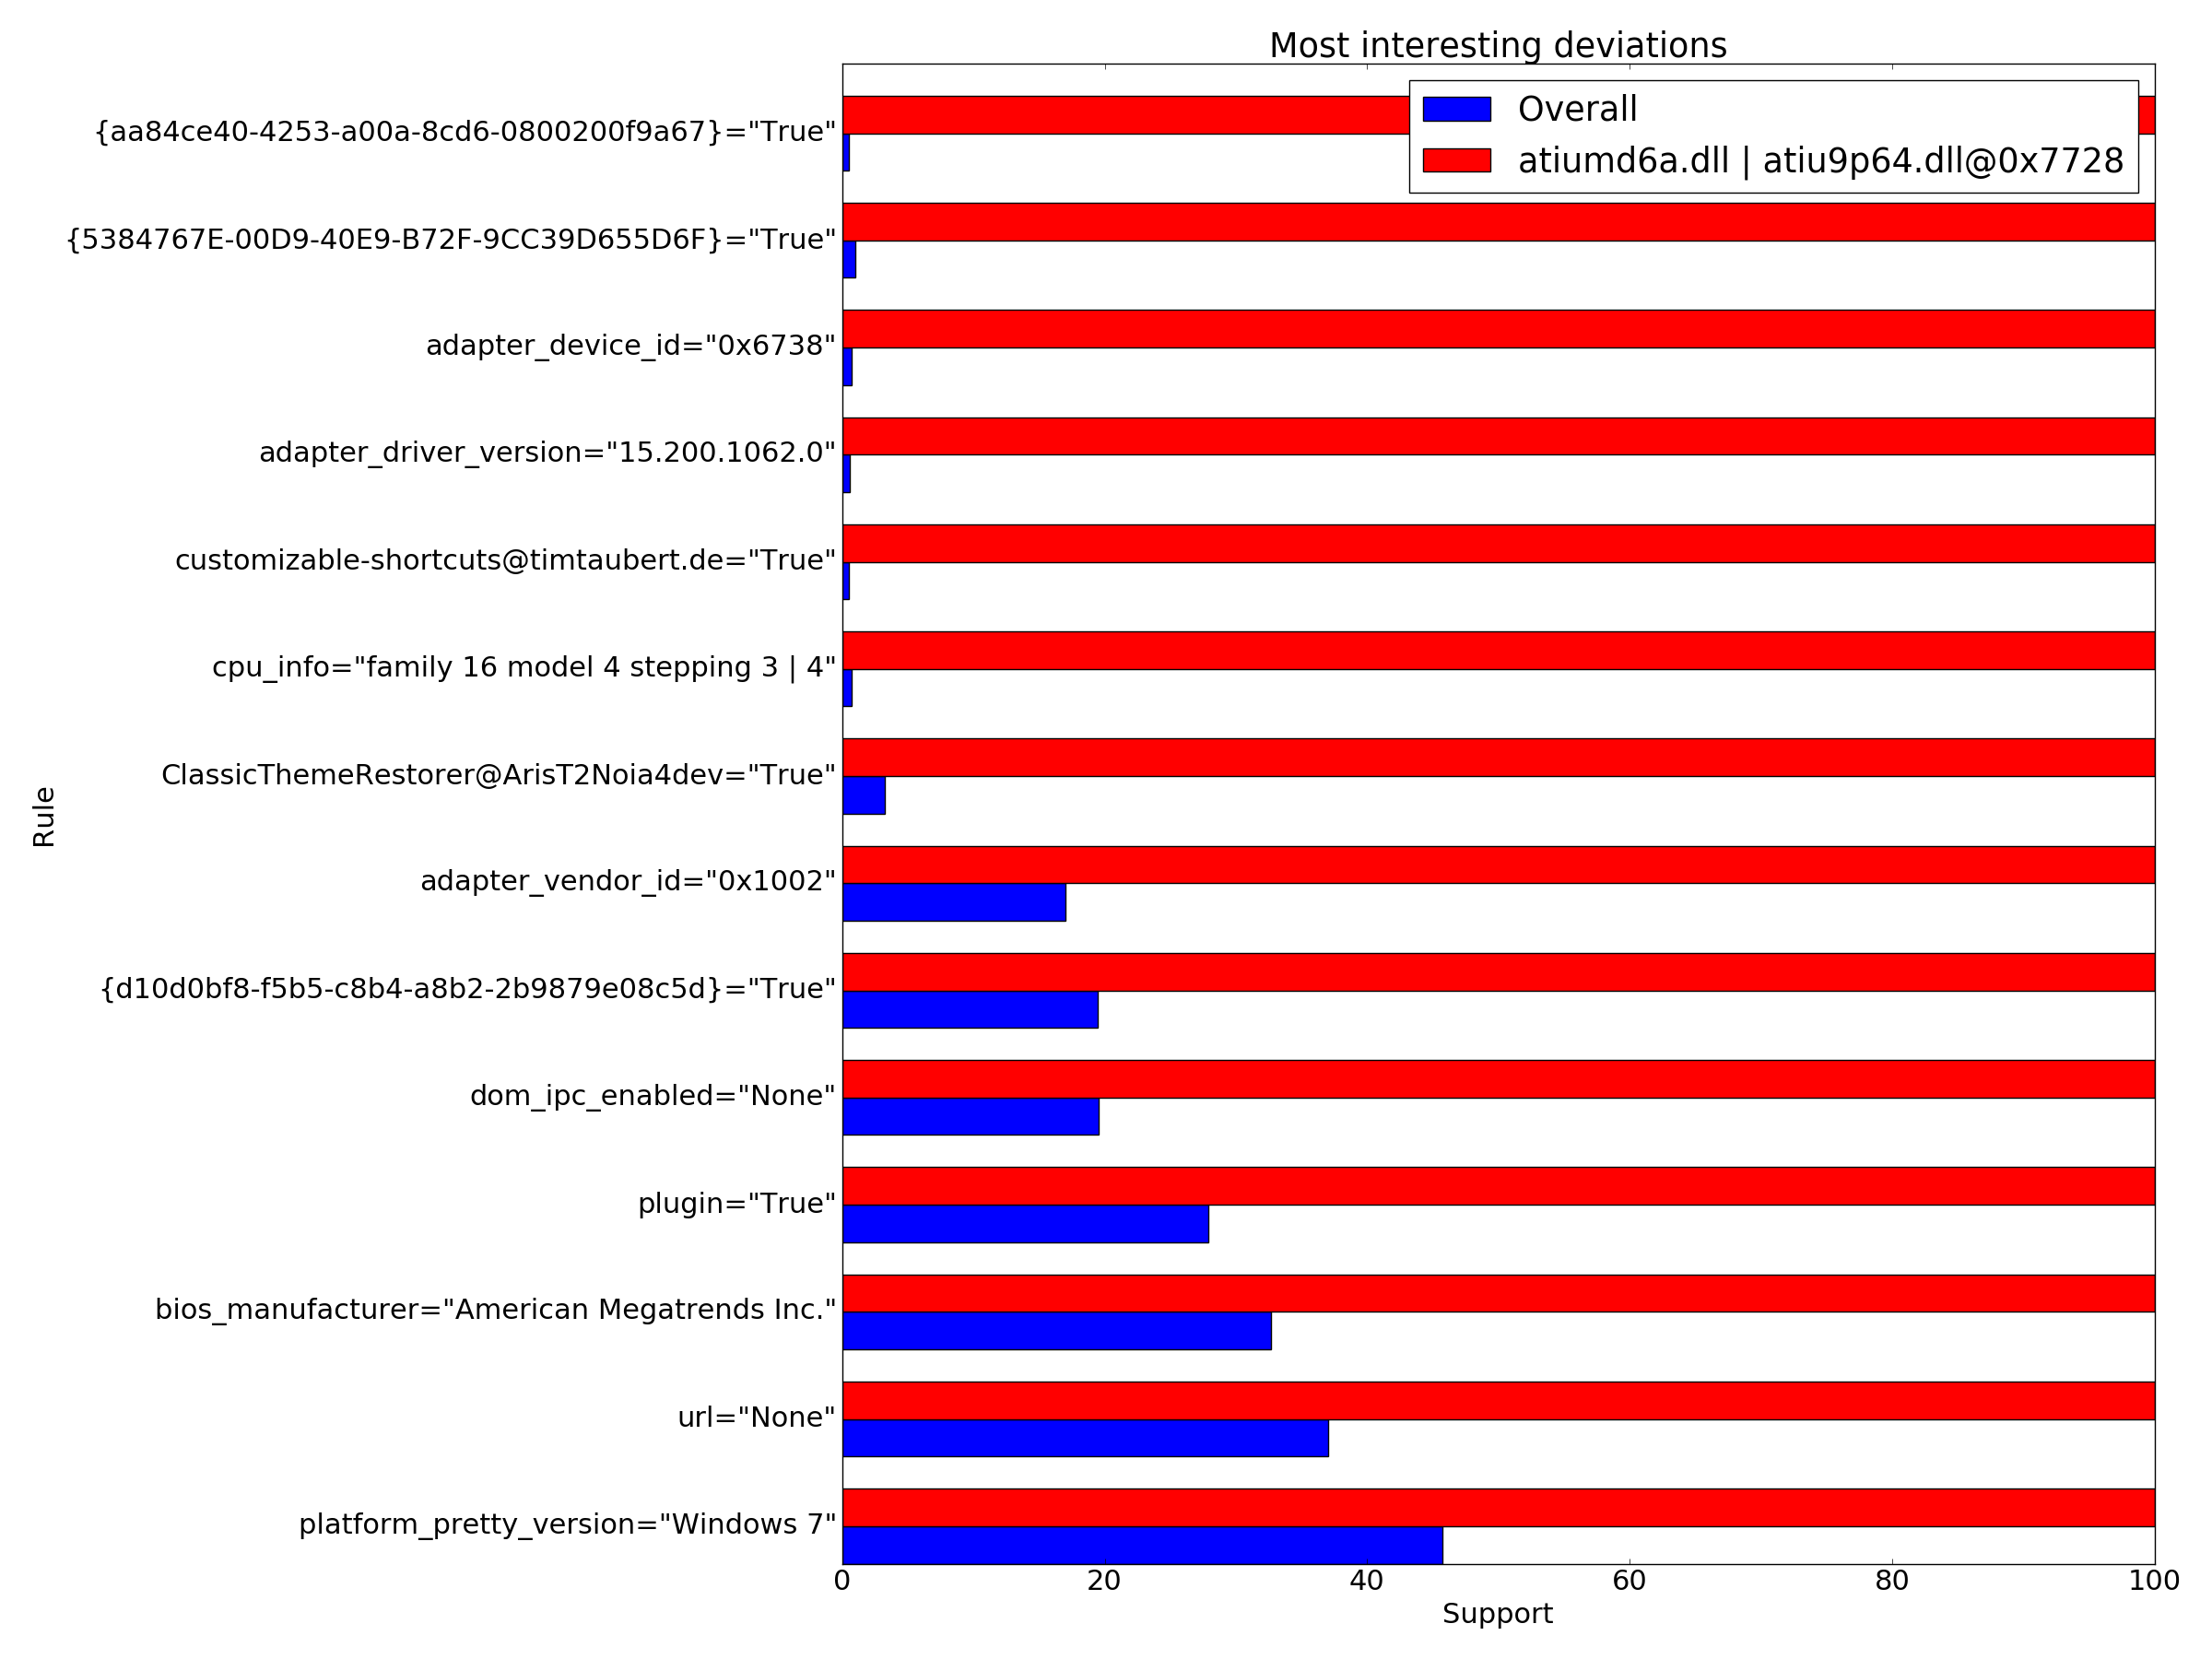 Most interesting deviations
Overall
atiumd6a.dll | atiu9p64.dll@0x7728
{aa84ce40-4253-a00a-8cd6-0800200f9a67}="True"
{5384767E-00D9-40E9-B72F-9CC39D655D6F}="True"
adapter_device_id="0x6738"
adapter_driver_version="15.200.1062.0"
customizable-shortcuts@timtaubert.de="True"
cpu_info="family 16 model 4 stepping 3 | 4"
ClassicThemeRestorer@ArisT2Noia4dev="True"
adapter_vendor_id="0x1002"
{d10d0bf8-f5b5-c8b4-a8b2-2b9879e08c5d}="True"
dom_ipc_enabled="None"
plugin="True"
bios_manufacturer="American Megatrends Inc."
url="None"
platform_pretty_version="Windows 7"
Rule
0 20 40 60 80 100
Support